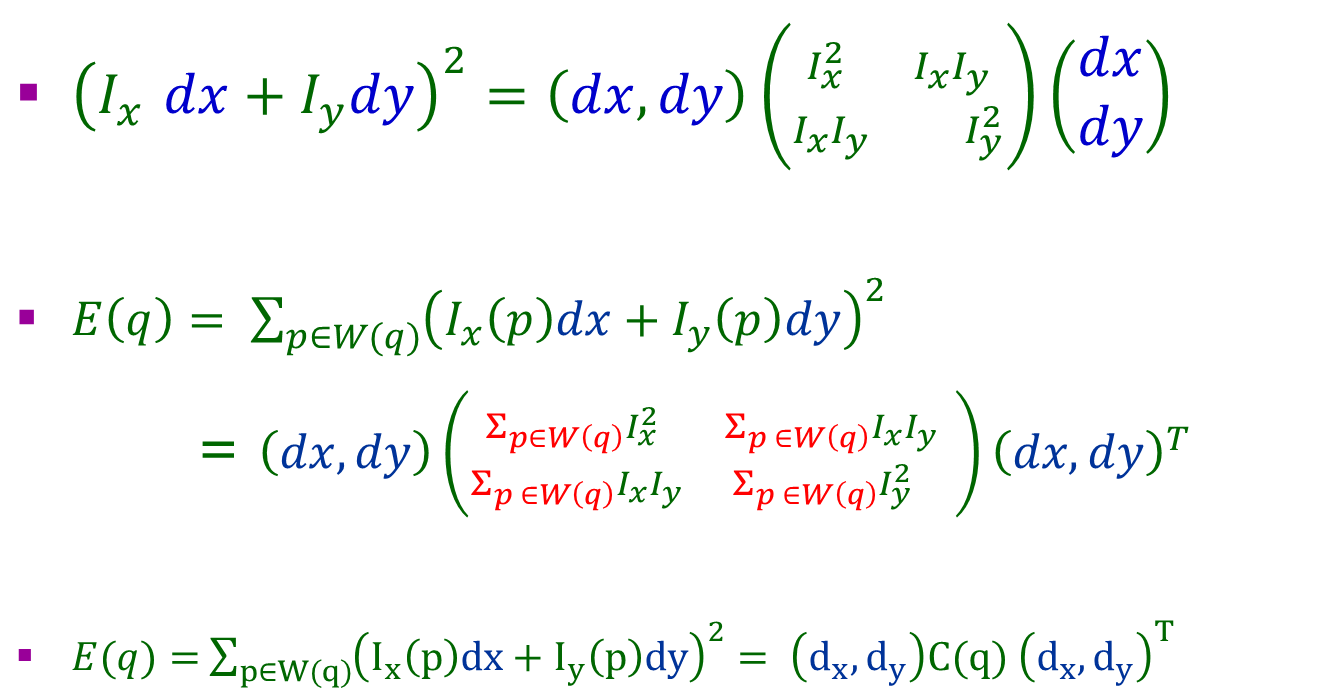 ▪ (I_x dx + I_y dy)^2 = (dx, dy) ( I_x^2 I_xI_y ; I_xI_y I_y^2 ) ( dx ; dy )
▪ E(q) = ∑_{p∈W(q)} (I_x(p)dx + I_y(p)dy)^2
= (dx, dy) ( Σ_{p∈W(q)} I_x^2 Σ_{p∈W(q)} I_xI_y ; Σ_{p∈W(q)} I_xI_y Σ_{p∈W(q)} I_y^2 ) (dx, dy)^T
▪ E(q) = ∑_{p∈W(q)} (I_x(p)dx + I_y(p)dy)^2 = (d_x, d_y)C(q) (d_x, d_y)^T